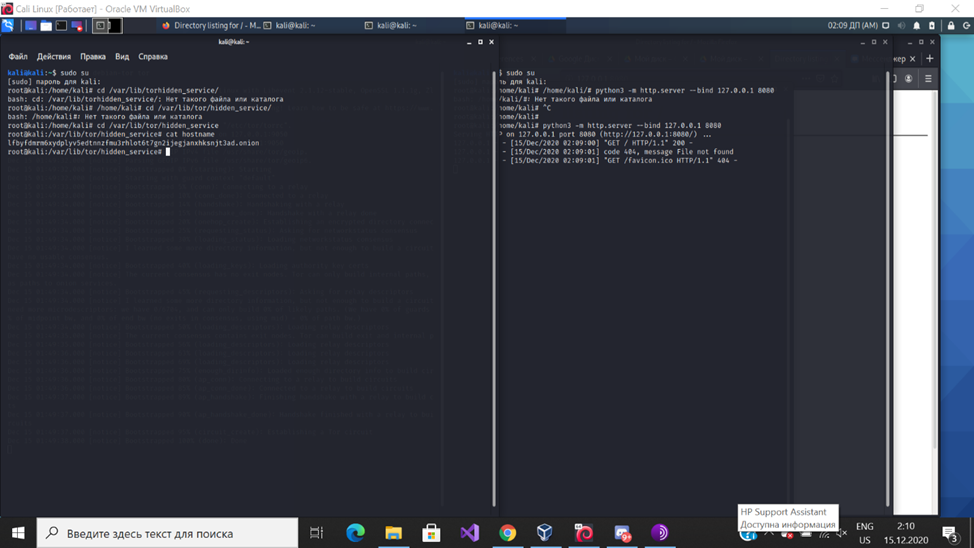 Cali Linux [Работает] - Oracle VM VirtualBox
Directory listing for / - M...
kali@kali: ~
kali@kali: ~
kali@kali: ~
02:09 ДП (AM)
kali@kali: ~
Файл Действия Правка Вид Справка
kali@kali:~$ sudo su
[sudo] пароль для kali:
root@kali:/home/kali# cd /var/lib/torhidden_service/
bash: cd: /var/lib/torhidden_service/: Нет такого файла или каталога
root@kali:/home/kali# /home/kali# cd /var/lib/tor/hidden_service/
bash: /home/kali#: Нет такого файла или каталога
root@kali:/home/kali# cd /var/lib/tor/hidden_service
root@kali:/var/lib/tor/hidden_service# cat hostname
lfbyfdmrm6xydplyv5edtnnzfmu3rhlot6t7gn2ijegjanxhksnjt3ad.onion
root@kali:/var/lib/tor/hidden_service#
$ sudo su
ль для kali:
home/kali# /home/kali/# python3 -m http.server --bind 127.0.0.1 8080
ali/#: Нет такого файла или каталога
home/kali# ^C
home/kali#
home/kali# python3 -m http.server --bind 127.0.0.1 8080
P on 127.0.0.1 port 8080 (http://127.0.0.1:8080/) ...
- - [15/Dec/2020 02:09:00] "GET / HTTP/1.1" 200 -
- - [15/Dec/2020 02:09:01] code 404, message File not found
- - [15/Dec/2020 02:09:01] "GET /favicon.ico HTTP/1.1" 404 -
HP Support Assistant
Доступна информация
Введите здесь текст для поиска
ENG
US
2:10
15.12.2020
3